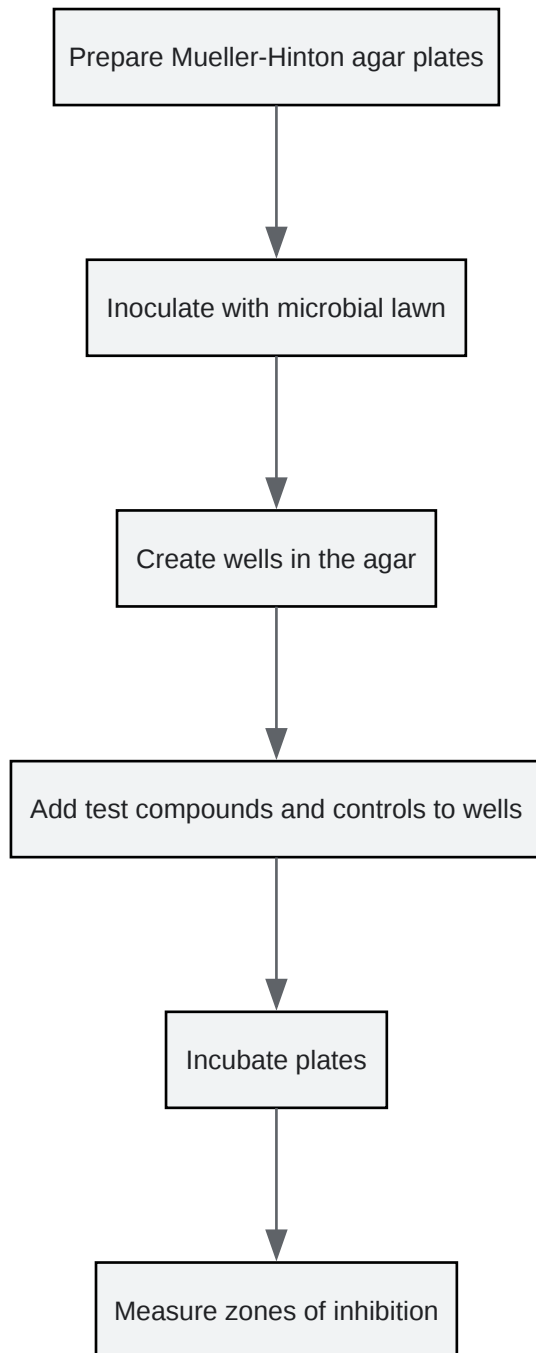 Prepare Mueller-Hinton agar plates
Inoculate with microbial lawn
Create wells in the agar
Add test compounds and controls to wells
Incubate plates
Measure zones of inhibition